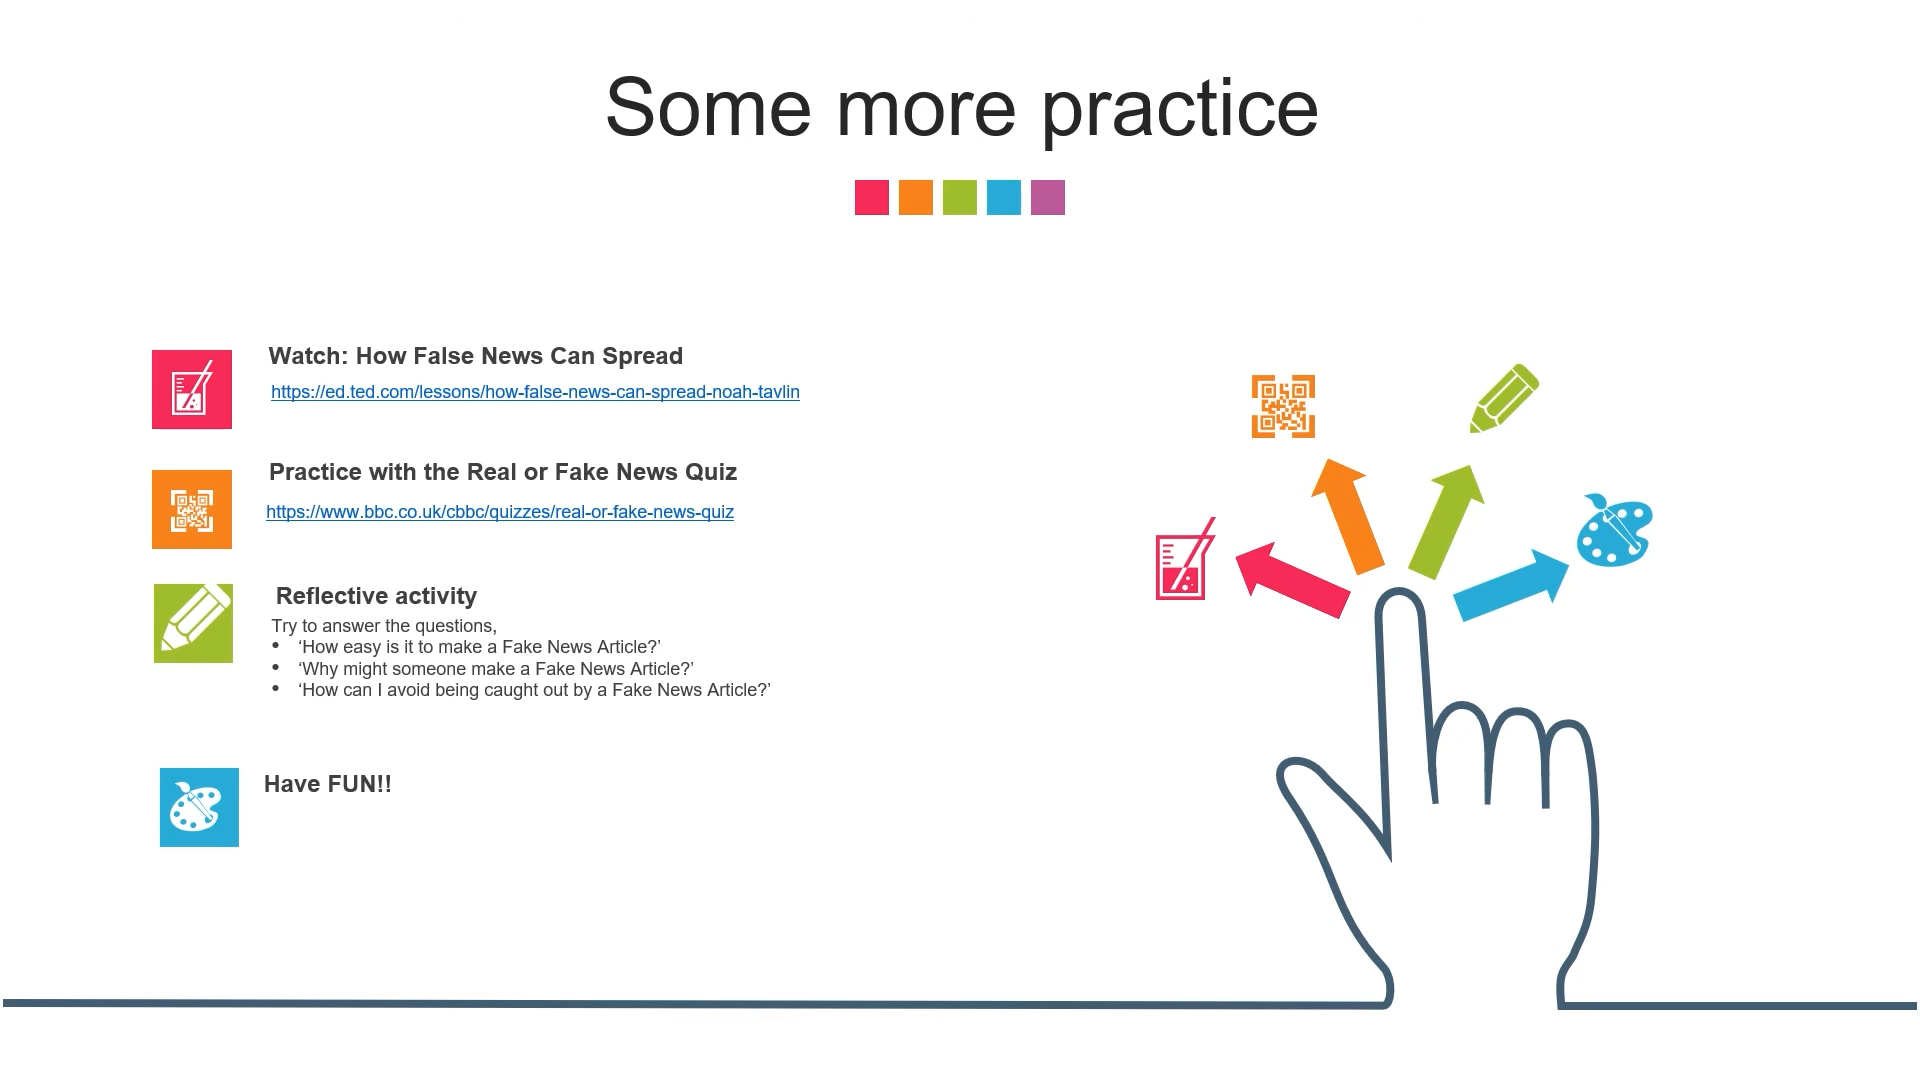 Some more practice
Watch: How False News Can Spread
https://ed.ted.com/lessons/how-false-news-can-spread-noah-tavlin
Practice with the Real or Fake News Quiz
https://www.bbc.co.uk/cbbc/quizzes/real-or-fake-news-quiz
Reflective activity
Try to answer the questions,
• ‘How easy is it to make a Fake News Article?’
• ‘Why might someone make a Fake News Article?’
• ‘How can I avoid being caught out by a Fake News Article?’
Have FUN!!